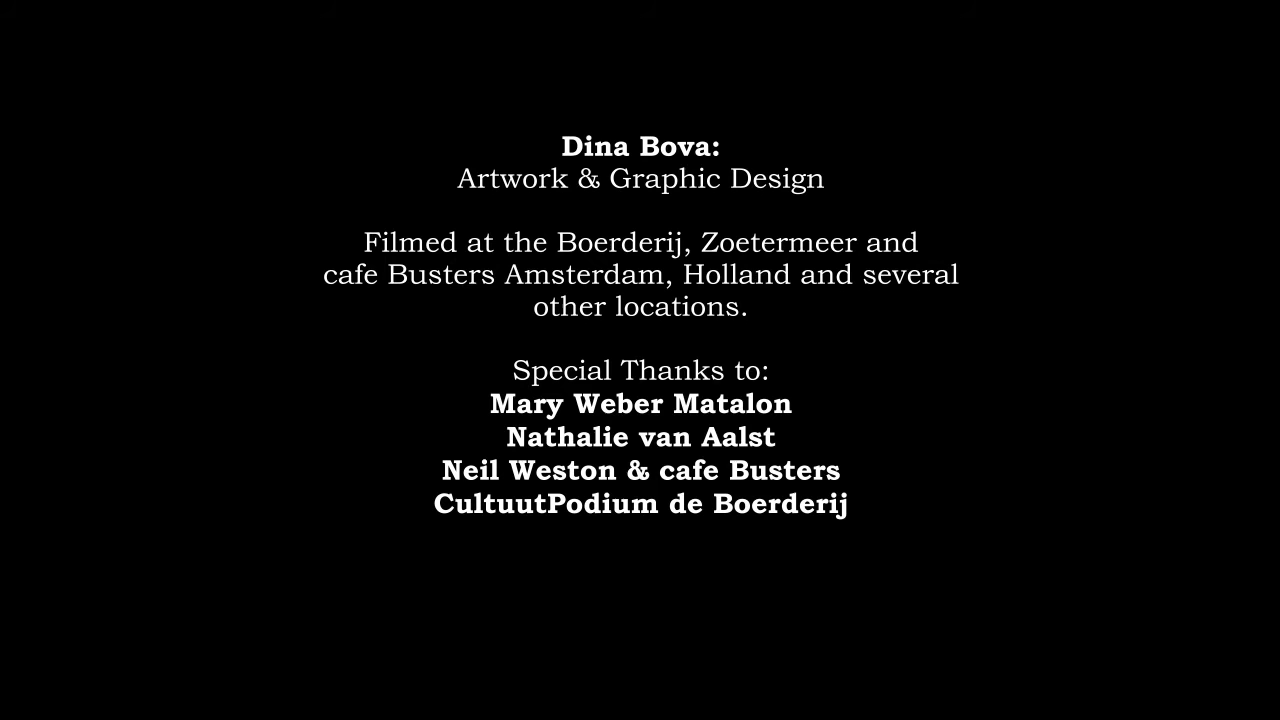 Dina Bova:
Artwork & Graphic Design
Filmed at the Boerderij, Zoetermeer and
cafe Busters Amsterdam, Holland and several
other locations.
Special Thanks to:
Mary Weber Matalon
Nathalie van Aalst
Neil Weston & cafe Busters
CultuutPodium de Boerderij